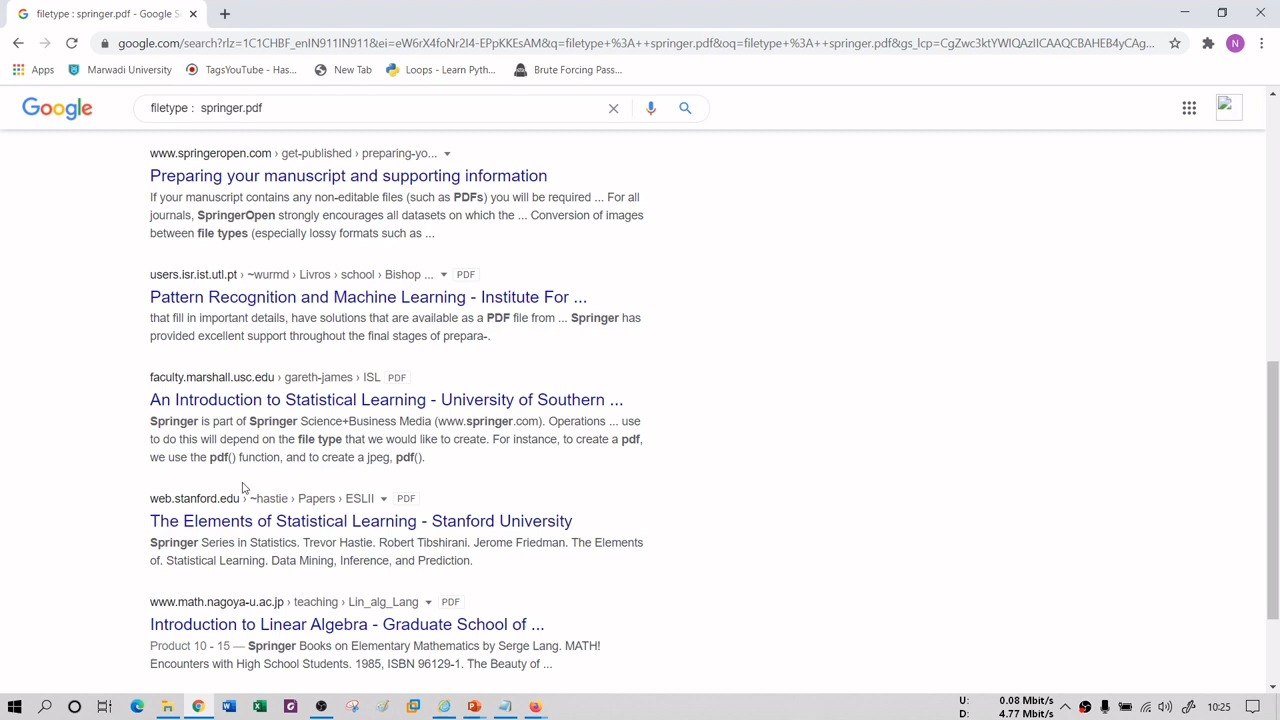 filetype : springer.pdf - Google S
google.com/search?rlz=1C1CHBF_enIN911IN911&ei=eW6rX4foNr2I4-EPpKKEsAM&q=filetype+%3A++springer.pdf&oq=filetype+%3A++springer.pdf&gs_lcp=CgZwc3ktYWIQAzIICAAQCBAHEB4yCAg...
N
Apps
Marwadi University
TagsYouTube - Has...
New Tab
Loops - Learn Pyth...
Brute Forcing Pass...
Google
filetype : springer.pdf
www.springeropen.com › get-published › preparing-yo...
Preparing your manuscript and supporting information
If your manuscript contains any non-editable files (such as PDFs) you will be required ... For all
journals, SpringerOpen strongly encourages all datasets on which the ... Conversion of images
between file types (especially lossy formats such as ...
users.isr.ist.utl.pt › ~wurmd › Livros › school › Bishop ... PDF
Pattern Recognition and Machine Learning - Institute For ...
that fill in important details, have solutions that are available as a PDF file from ... Springer has
provided excellent support throughout the final stages of prepara-.
faculty.marshall.usc.edu › gareth-james › ISL PDF
An Introduction to Statistical Learning - University of Southern ...
Springer is part of Springer Science+Business Media (www.springer.com). Operations ... use
to do this will depend on the file type that we would like to create. For instance, to create a pdf,
we use the pdf() function, and to create a jpeg, pdf().
web.stanford.edu › ~hastie › Papers › ESLII PDF
The Elements of Statistical Learning - Stanford University
Springer Series in Statistics. Trevor Hastie. Robert Tibshirani. Jerome Friedman. The Elements
of. Statistical Learning. Data Mining, Inference, and Prediction.
www.math.nagoya-u.ac.jp › teaching › Lin_alg_Lang PDF
Introduction to Linear Algebra - Graduate School of ...
Product 10 - 15 — Springer Books on Elementary Mathematics by Serge Lang. MATH!
Encounters with High School Students. 1985, ISBN 96129-1. The Beauty of ...
U: 0.08 Mbit/s
D: 4.77 Mbit/s
10:25